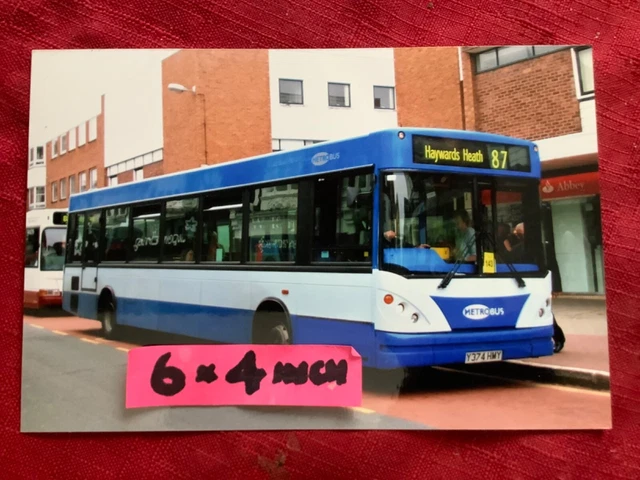 METROBUS
Haywards Heath 87
Abbey
METROBUS
Y374 HMY
6 x 4 INCH